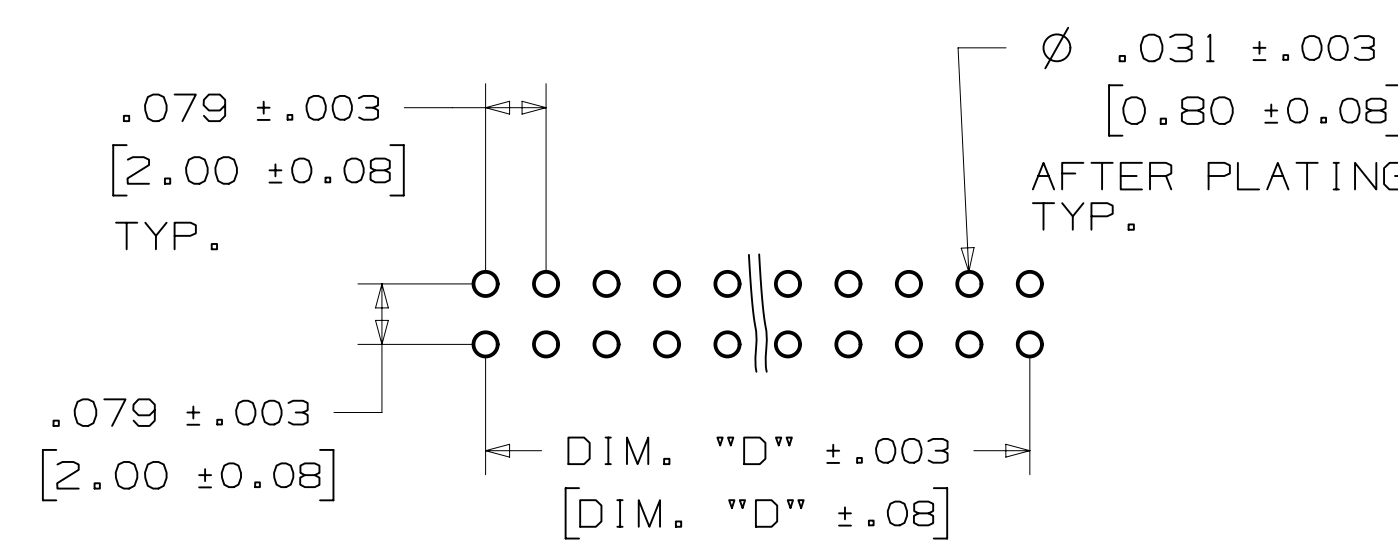 .079 ±.003
[2.00 ±0.08]
TYP.
Ø .031 ±.003
[0.80 ±0.08]
AFTER PLATING
TYP.
.079 ±.003
[2.00 ±0.08]
DIM. "D" ±.003
[DIM. "D" ±.08]